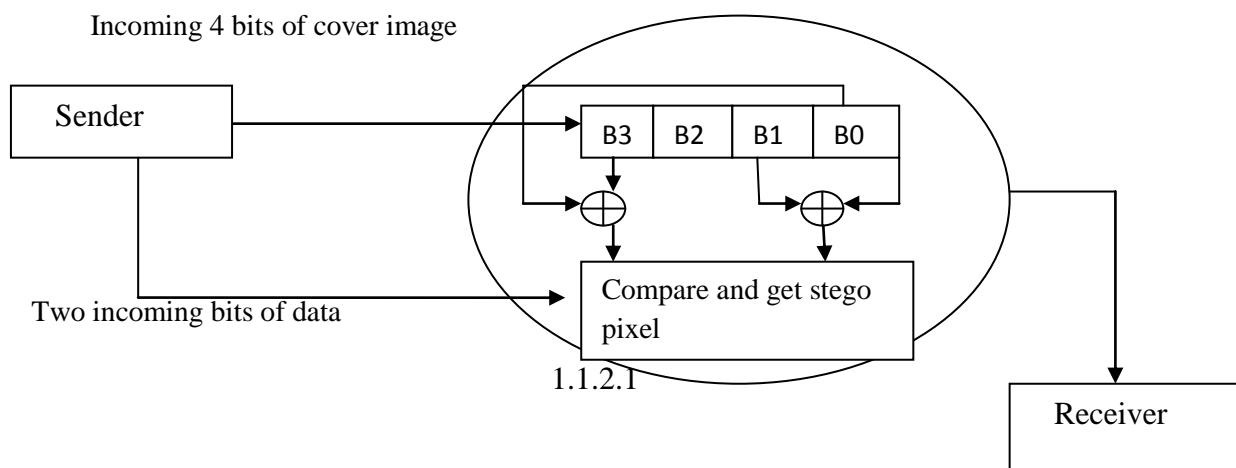 Incoming 4 bits of cover image
Sender
B3 B2 B1 B0
Compare and get stego
pixel
Two incoming bits of data
1.1.2.1
Receiver